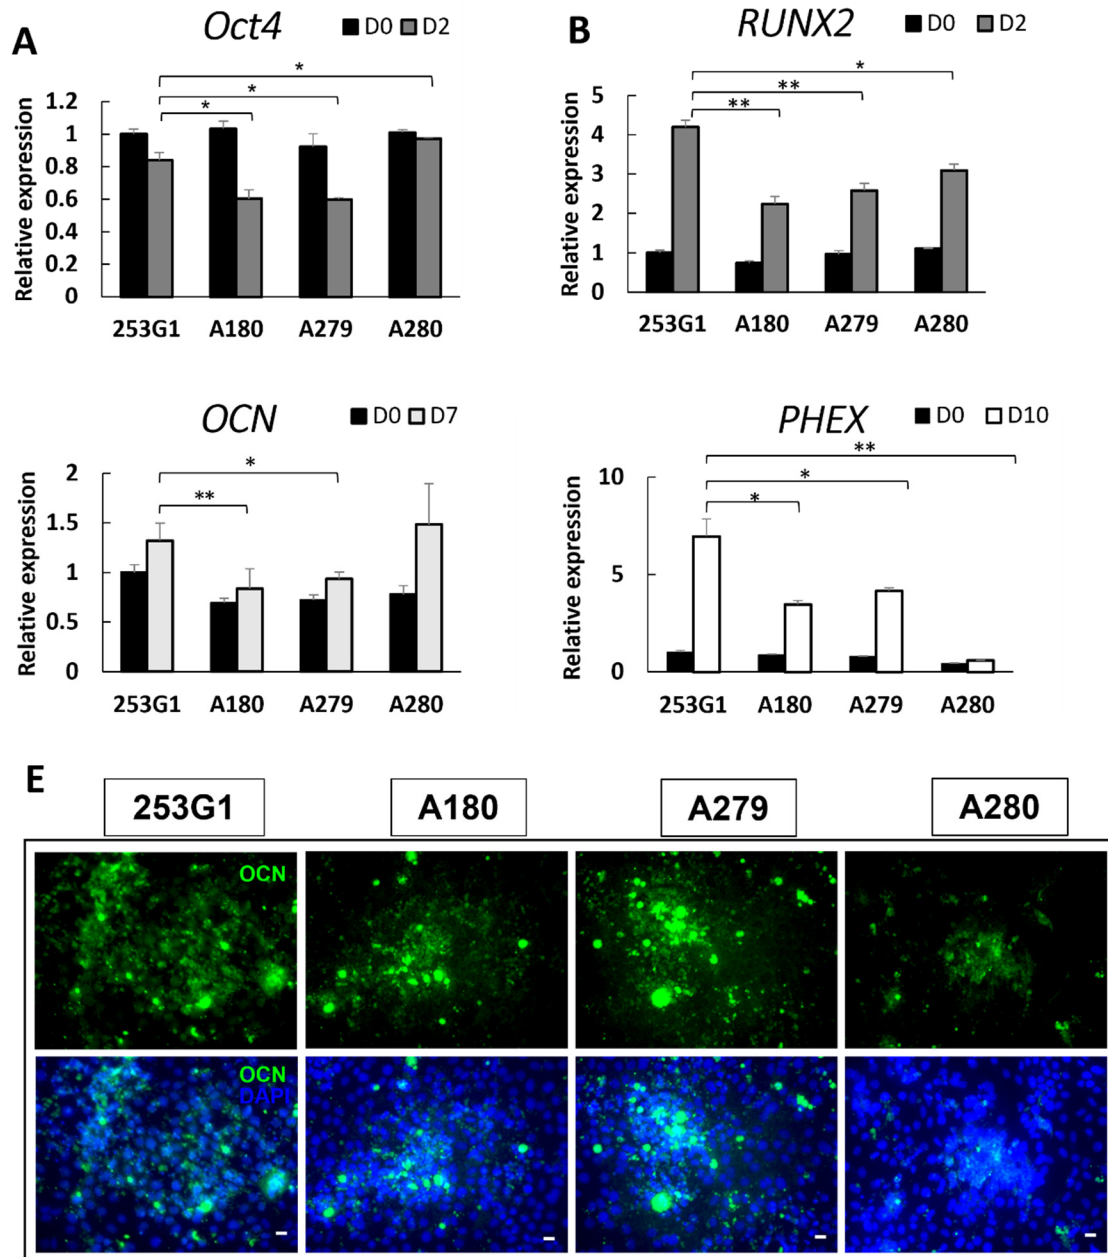 A
Oct4
D0 D2
* 
*
*
Relative expression
1.2
1
0.8
0.6
0.4
0.2
0
253G1 A180 A279 A280
B
RUNX2
D0 D2
*
**
**
Relative expression
5
4
3
2
1
0
253G1 A180 A279 A280
OCN
D0 D7
*
**
Relative expression
2
1.5
1
0.5
0
253G1 A180 A279 A280
PHEX
D0 D10
**
*
*
Relative expression
10
5
0
253G1 A180 A279 A280
E
253G1 A180 A279 A280
OCN
OCN
DAPI